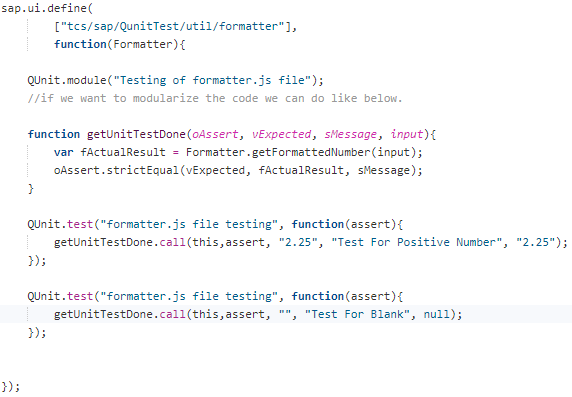 sap.ui.define(
["tcs/sap/QunitTest/util/formatter"],
function(Formatter){
QUnit.module("Testing of formatter.js file");
//if we want to modularize the code we can do like below.
function getUnitTestDone(oAssert, vExpected, sMessage, input){
var fActualResult = Formatter.getFormattedNumber(input);
oAssert.strictEqual(vExpected, fActualResult, sMessage);
}
QUnit.test("formatter.js file testing", function(assert){
getUnitTestDone.call(this,assert, "2.25", "Test For Positive Number", "2.25");
});
QUnit.test("formatter.js file testing", function(assert){
getUnitTestDone.call(this,assert, "", "Test For Blank", null);
});
});